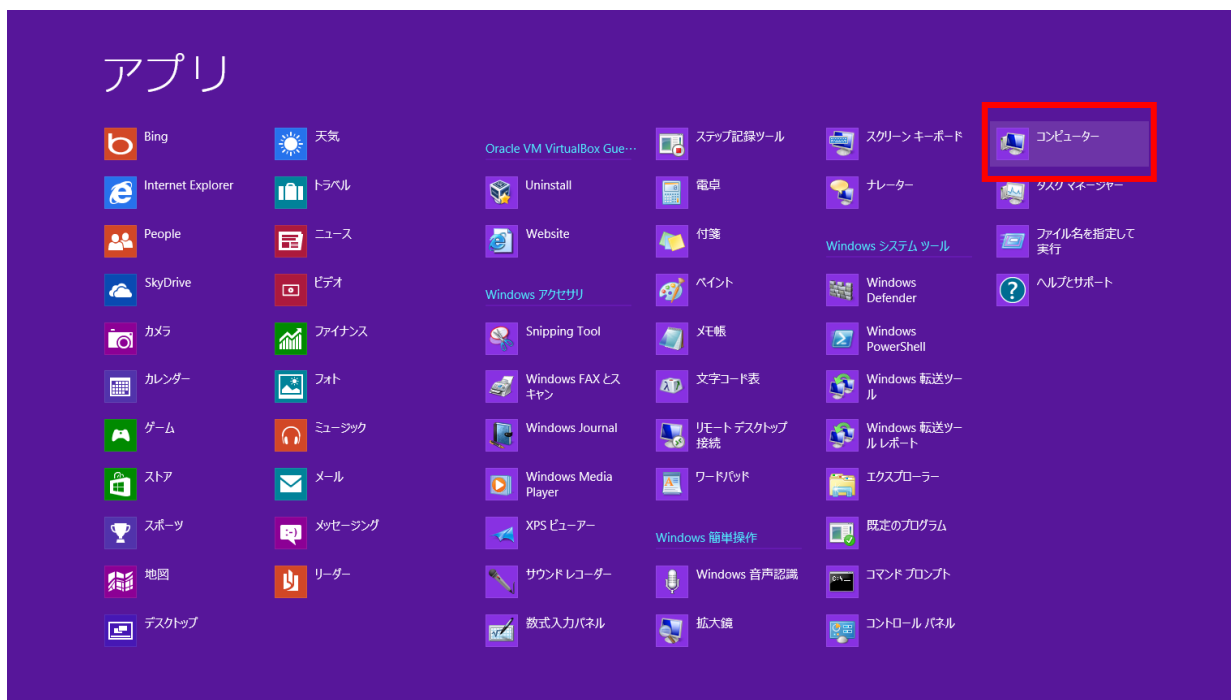 アプリ
Bing
Internet Explorer
People
SkyDrive
カメラ
カレンダー
ゲーム
ストア
スポーツ
地図
デスクトップ
天気
トラベル
ニュース
ビデオ
ファイナンス
フォト
ミュージック
メール
メッセージング
リーダー
Oracle VM VirtualBox Gue…
Uninstall
Website
Windows アクセサリ
Snipping Tool
Windows FAX とス
キャン
Windows Journal
Windows Media
Player
XPS ビューアー
サウンド レコーダー
数式入力パネル
ステップ記録ツール
電卓
付箋
ペイント
メモ帳
文字コード表
リモート デスクトップ
接続
ワードパッド
Windows 簡単操作
Windows 音声認識
拡大鏡
スクリーン キーボード
ナレーター
Windows システム ツール
Windows
Defender
Windows
PowerShell
Windows 転送ツー
ル
Windows 転送ツー
ル レポート
エクスプローラー
既定のプログラム
コマンド プロンプト
コントロール パネル
コンピューター
タスク マネージャー
ファイル名を指定して
実行
ヘルプとサポート